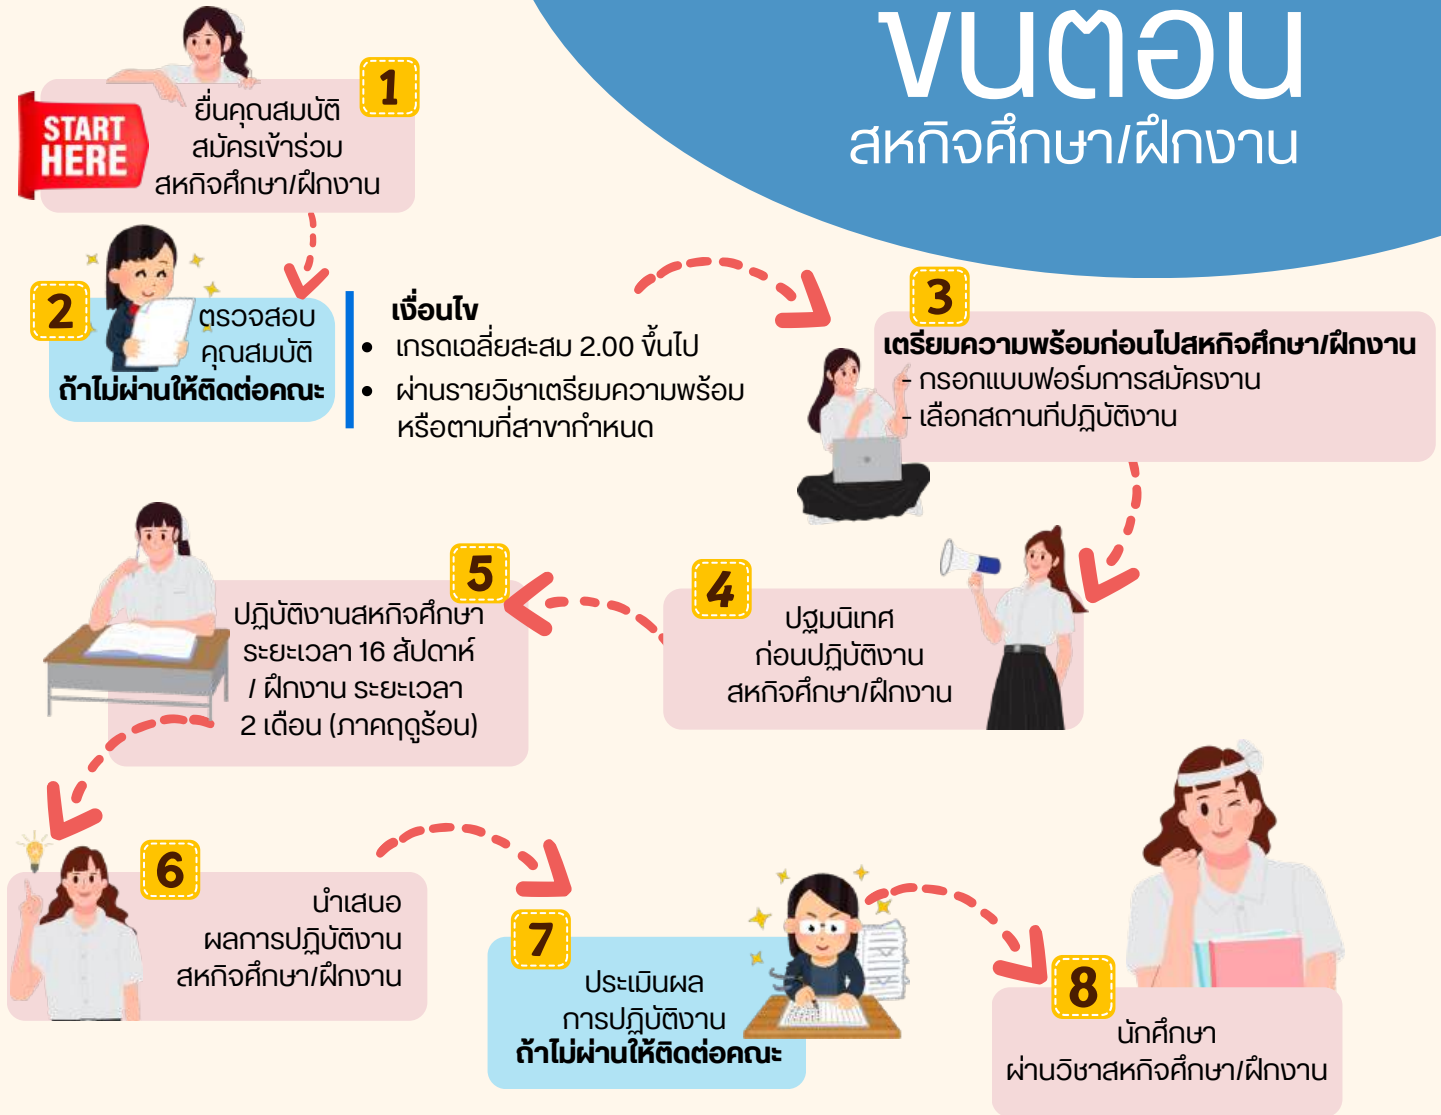 ขั้นตอน
สหกิจศึกษา/ฝึกงาน
1
START
HERE
ยื่นคุณสมบัติ
สมัครเข้าร่วม
สหกิจศึกษา/ฝึกงาน
2
ตรวจสอบ
คุณสมบัติ
ถ้าไม่ผ่านให้ติดต่อคณะ
เงื่อนไข
• เกรดเฉลี่ยสะสม 2.00 ขึ้นไป
• ผ่านรายวิชาเตรียมความพร้อม
หรือตามที่สาขากำหนด
3
เตรียมความพร้อมก่อนไปสหกิจศึกษา/ฝึกงาน
- กรอกแบบฟอร์มการสมัครงาน
- เลือกสถานทีปฏิบัติงาน
4
ปฐมนิเทศ
ก่อนปฏิบัติงาน
สหกิจศึกษา/ฝึกงาน
5
ปฏิบัติงานสหกิจศึกษา
ระยะเวลา 16 สัปดาห์
/ ฝึกงาน ระยะเวลา
2 เดือน (ภาคฤดูร้อน)
6
นำเสนอ
ผลการปฏิบัติงาน
สหกิจศึกษา/ฝึกงาน
7
ประเมินผล
การปฏิบัติงาน
ถ้าไม่ผ่านให้ติดต่อคณะ
8
นักศึกษา
ผ่านวิชาสหกิจศึกษา/ฝึกงาน